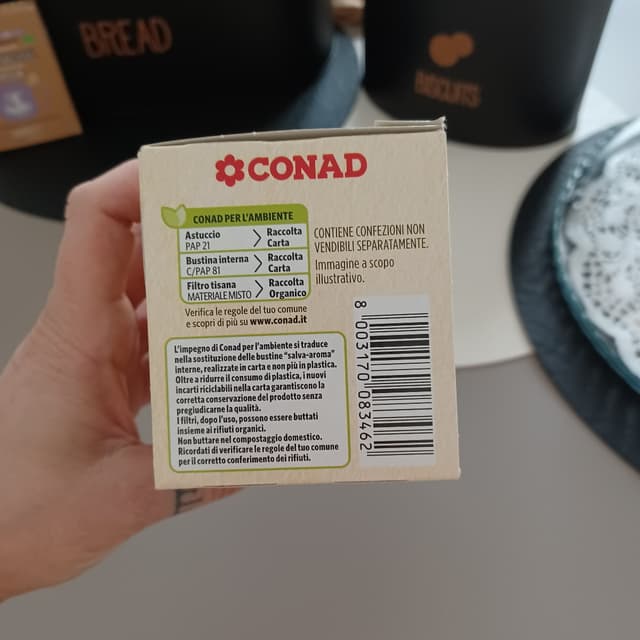 BREAD
BISCUITS
CONAD
CONAD PER L'AMBIENTE
Astuccio
PAP 21
Raccolta
Carta
Bustina interna
C/PAP 81
Raccolta
Carta
Filtro tisana
MATERIALE MISTO
Raccolta
Organico
Verifica le regole del tuo comune
e scopri di più su www.conad.it
CONTIENE CONFEZIONI NON
VENDIBILI SEPARATAMENTE.
Immagine a scopo
illustrativo.
L'impegno di Conad per l'ambiente si traduce
nella sostituzione delle bustine "salva-aroma"
interne, realizzate in carta e non più in plastica.
Oltre a ridurre il consumo di plastica, i nuovi
incarti riciclabili nella carta garantiscono la
corretta conservazione del prodotto senza
pregiudicarne la qualità.
I filtri, dopo l'uso, possono essere buttati
insieme ai rifiuti organici.
Non buttare nel compostaggio domestico.
Ricordati di verificare le regole del tuo comune
per il corretto conferimento dei rifiuti.
8 003170 083462